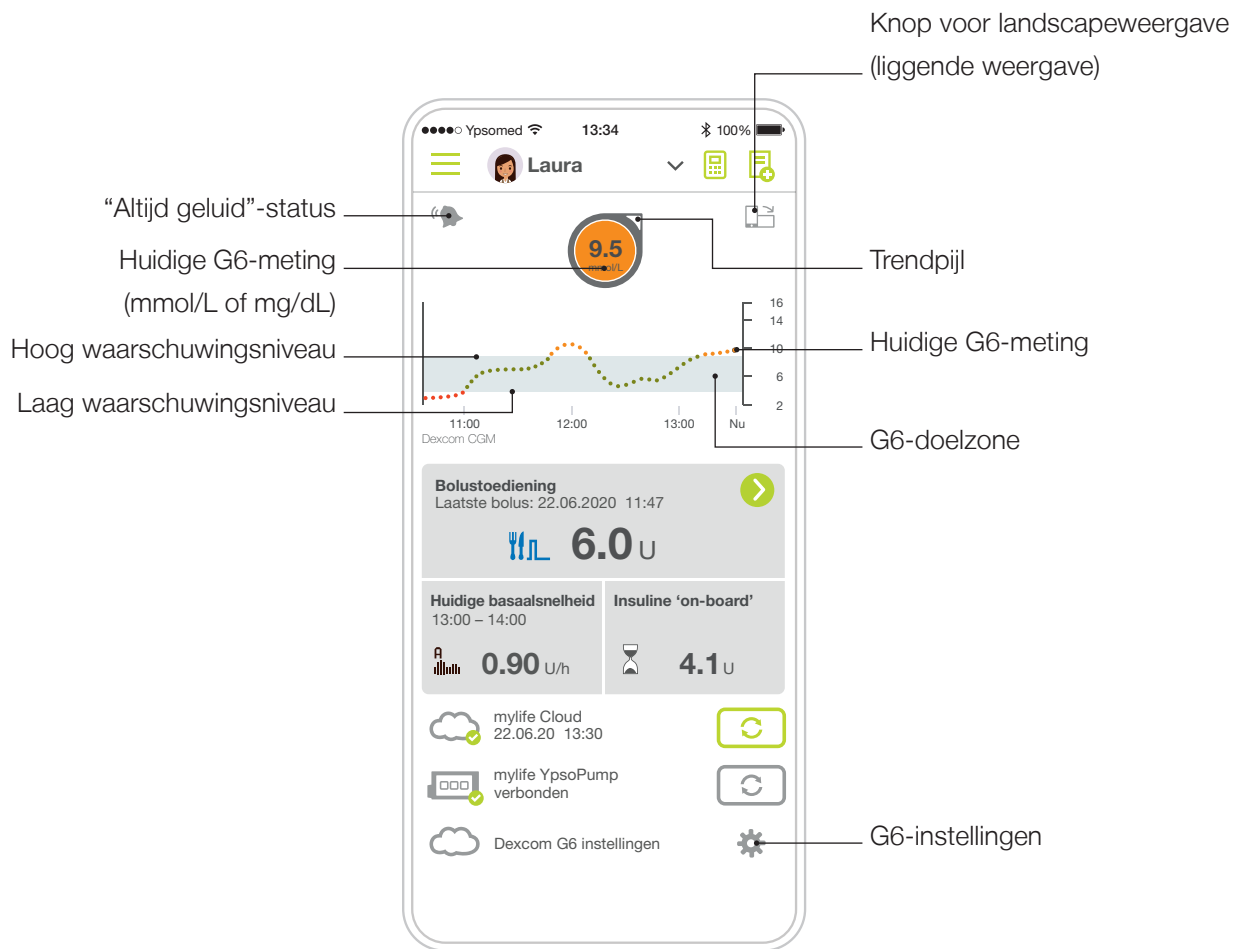 Knop voor landscapeweergave
(liggende weergave)
Ypsomed 13:34 100%
Laura
“Altijd geluid”-status
Huidige G6-meting
(mmol/L of mg/dL)
9.5
mmol/L
Trendpijl
Hoog waarschuwingsniveau
Laag waarschuwingsniveau
16
14
10
6
2
Huidige G6-meting
G6-doelzone
11:00 12:00 13:00 Nu
Dexcom CGM
Bolustoediening
Laatste bolus: 22.06.2020 11:47
6.0 U
Huidige basaalsnelheid
13:00 – 14:00
A
0.90 U/h
Insuline ‘on-board’
4.1 U
mylife Cloud
22.06.20 13:30
mylife YpsoPump
verbonden
Dexcom G6 instellingen
G6-instellingen